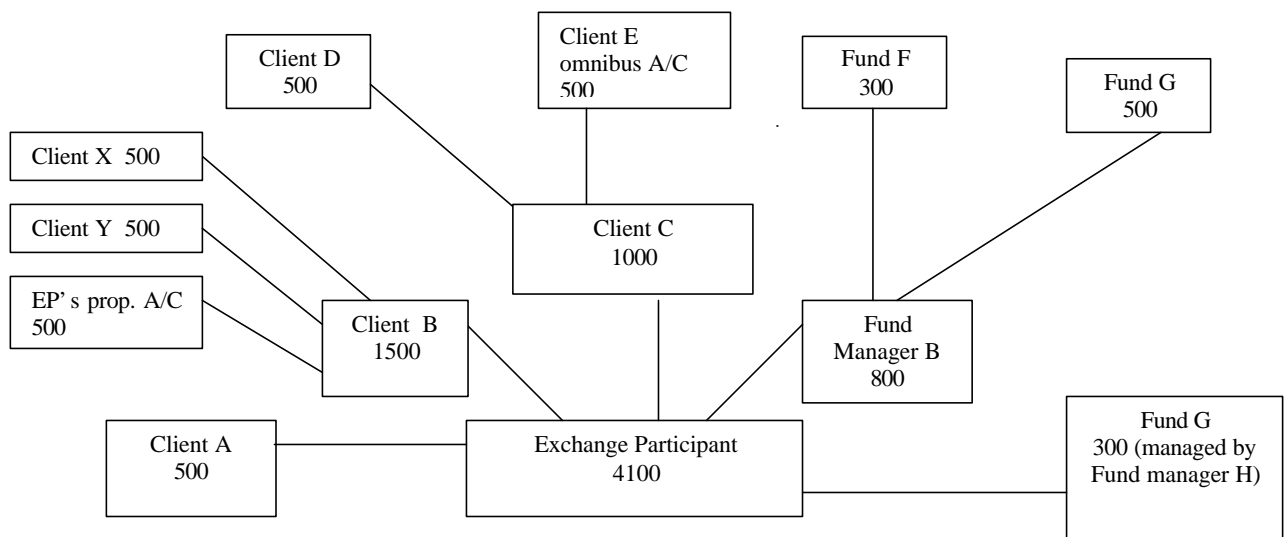 Client D
500
Client E
omnibus A/C
500
Fund F
300
Fund G
500
Client X 500
Client Y 500
EP's prop. A/C
500
Client C
1000
Client B
1500
Fund
Manager B
800
Client A
500
Exchange Participant
4100
Fund G
300 (managed by
Fund manager H)